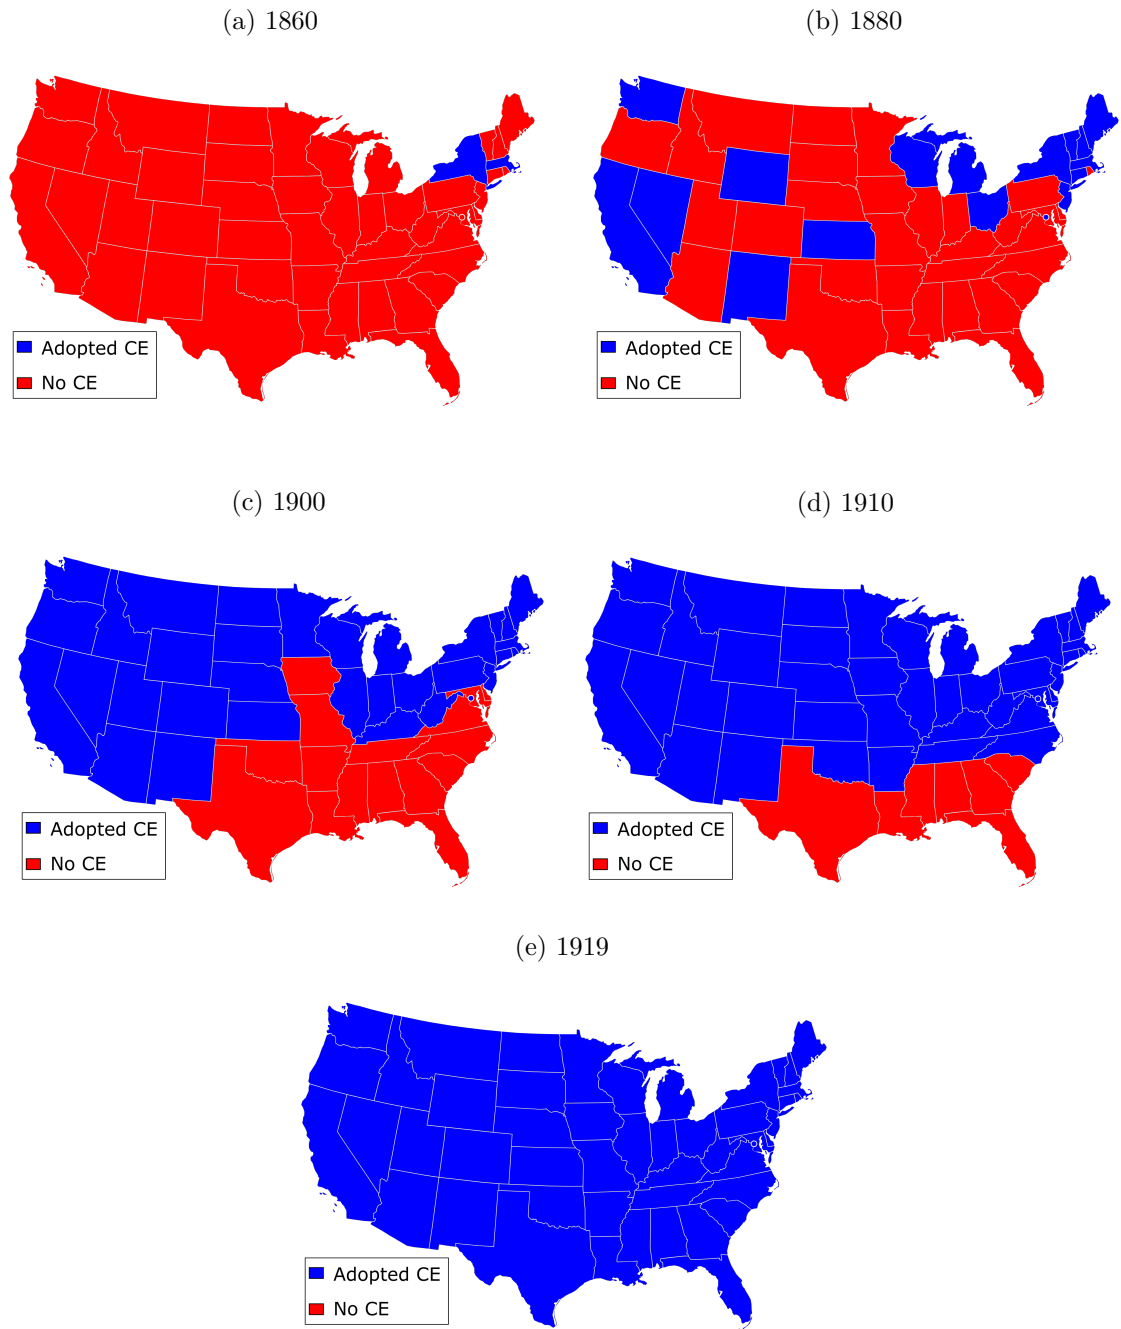 (a) 1860
(b) 1880
Adopted CE
No CE
Adopted CE
No CE
(c) 1900
(d) 1910
Adopted CE
No CE
Adopted CE
No CE
(e) 1919
Adopted CE
No CE